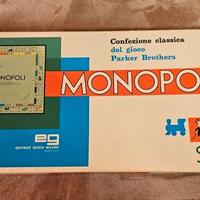 Confezione classica
del gioco
Parker Brothers
MONOPOLI
MONOPO
eg
EDITRICE GIOCHI MILANO